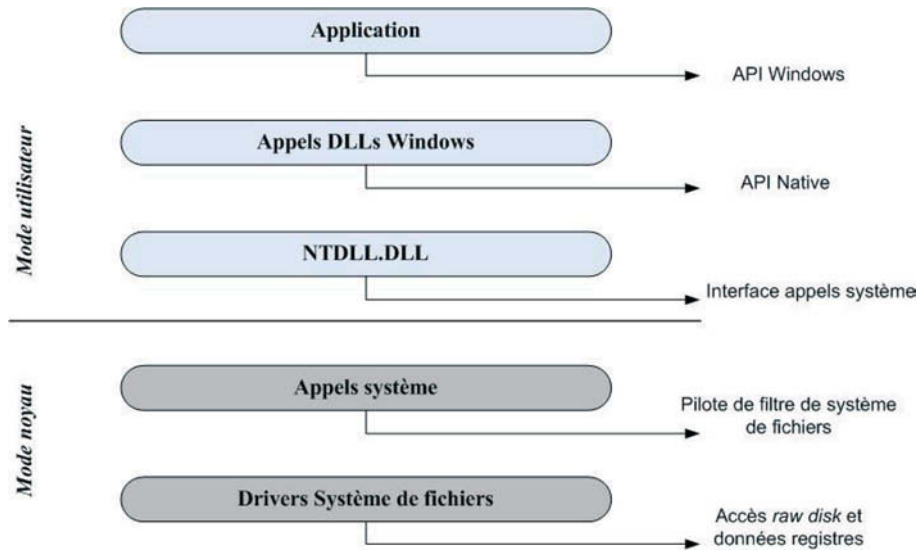 Application
API Windows
Mode utilisateur
Appels DLLs Windows
API Native
NTDLL.DLL
Interface appels système
Mode noyau
Appels système
Pilote de filtre de système
de fichiers
Drivers Système de fichiers
Accès raw disk et
données registres